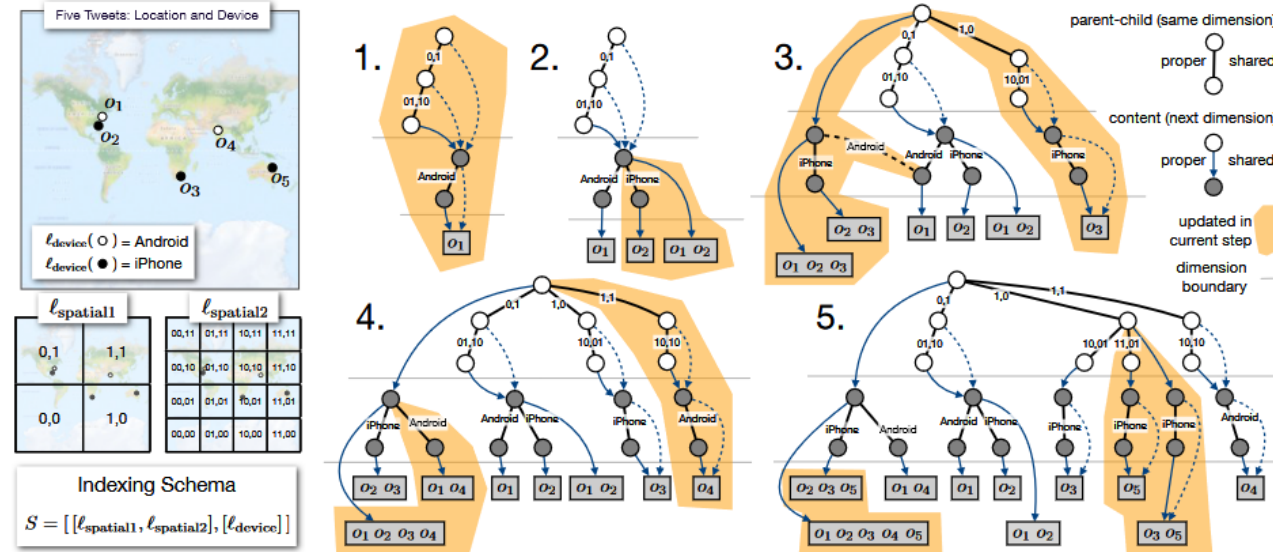 Five Tweets: Location and Device
o1
o2
o3
o4
o5
ℓdevice( ) = Android
ℓdevice( ) = iPhone
ℓspatial1
0,1 1,1
0,0 1,0
ℓspatial2
00,11 01,11 10,11 11,11
00,10 01,10 10,10 11,10
00,01 01,01 10,01 11,01
00,00 01,00 10,00 11,00
Indexing Schema
S = [ [ℓspatial1, ℓspatial2], [ℓdevice] ]
1.
0,1
01,10
Android
o1
2.
0,1
01,10
Android iPhone
o1 o2 o1 o2
3.
0,1 1,0
01,10 10,01
iPhone Android Android iPhone iPhone
o2 o3 o1 o2 o1 o2 o3
o1 o2 o3
parent-child (same dimension)
proper shared
content (next dimension)
proper shared
updated in
current step
dimension
boundary
4.
0,1 1,0 1,1
01,10 10,01 10,10
iPhone Android Android iPhone iPhone Android
o2 o3 o1 o4 o1 o2 o1 o2 o3 o4
o1 o2 o3 o4
5.
0,1 1,0 1,1
01,10 10,01 11,01 10,10
iPhone Android Android iPhone iPhone iPhone iPhone Android
o2 o3 o5 o1 o4 o1 o2 o3 o5 o4
o1 o2 o3 o4 o5 o1 o2 o3 o5